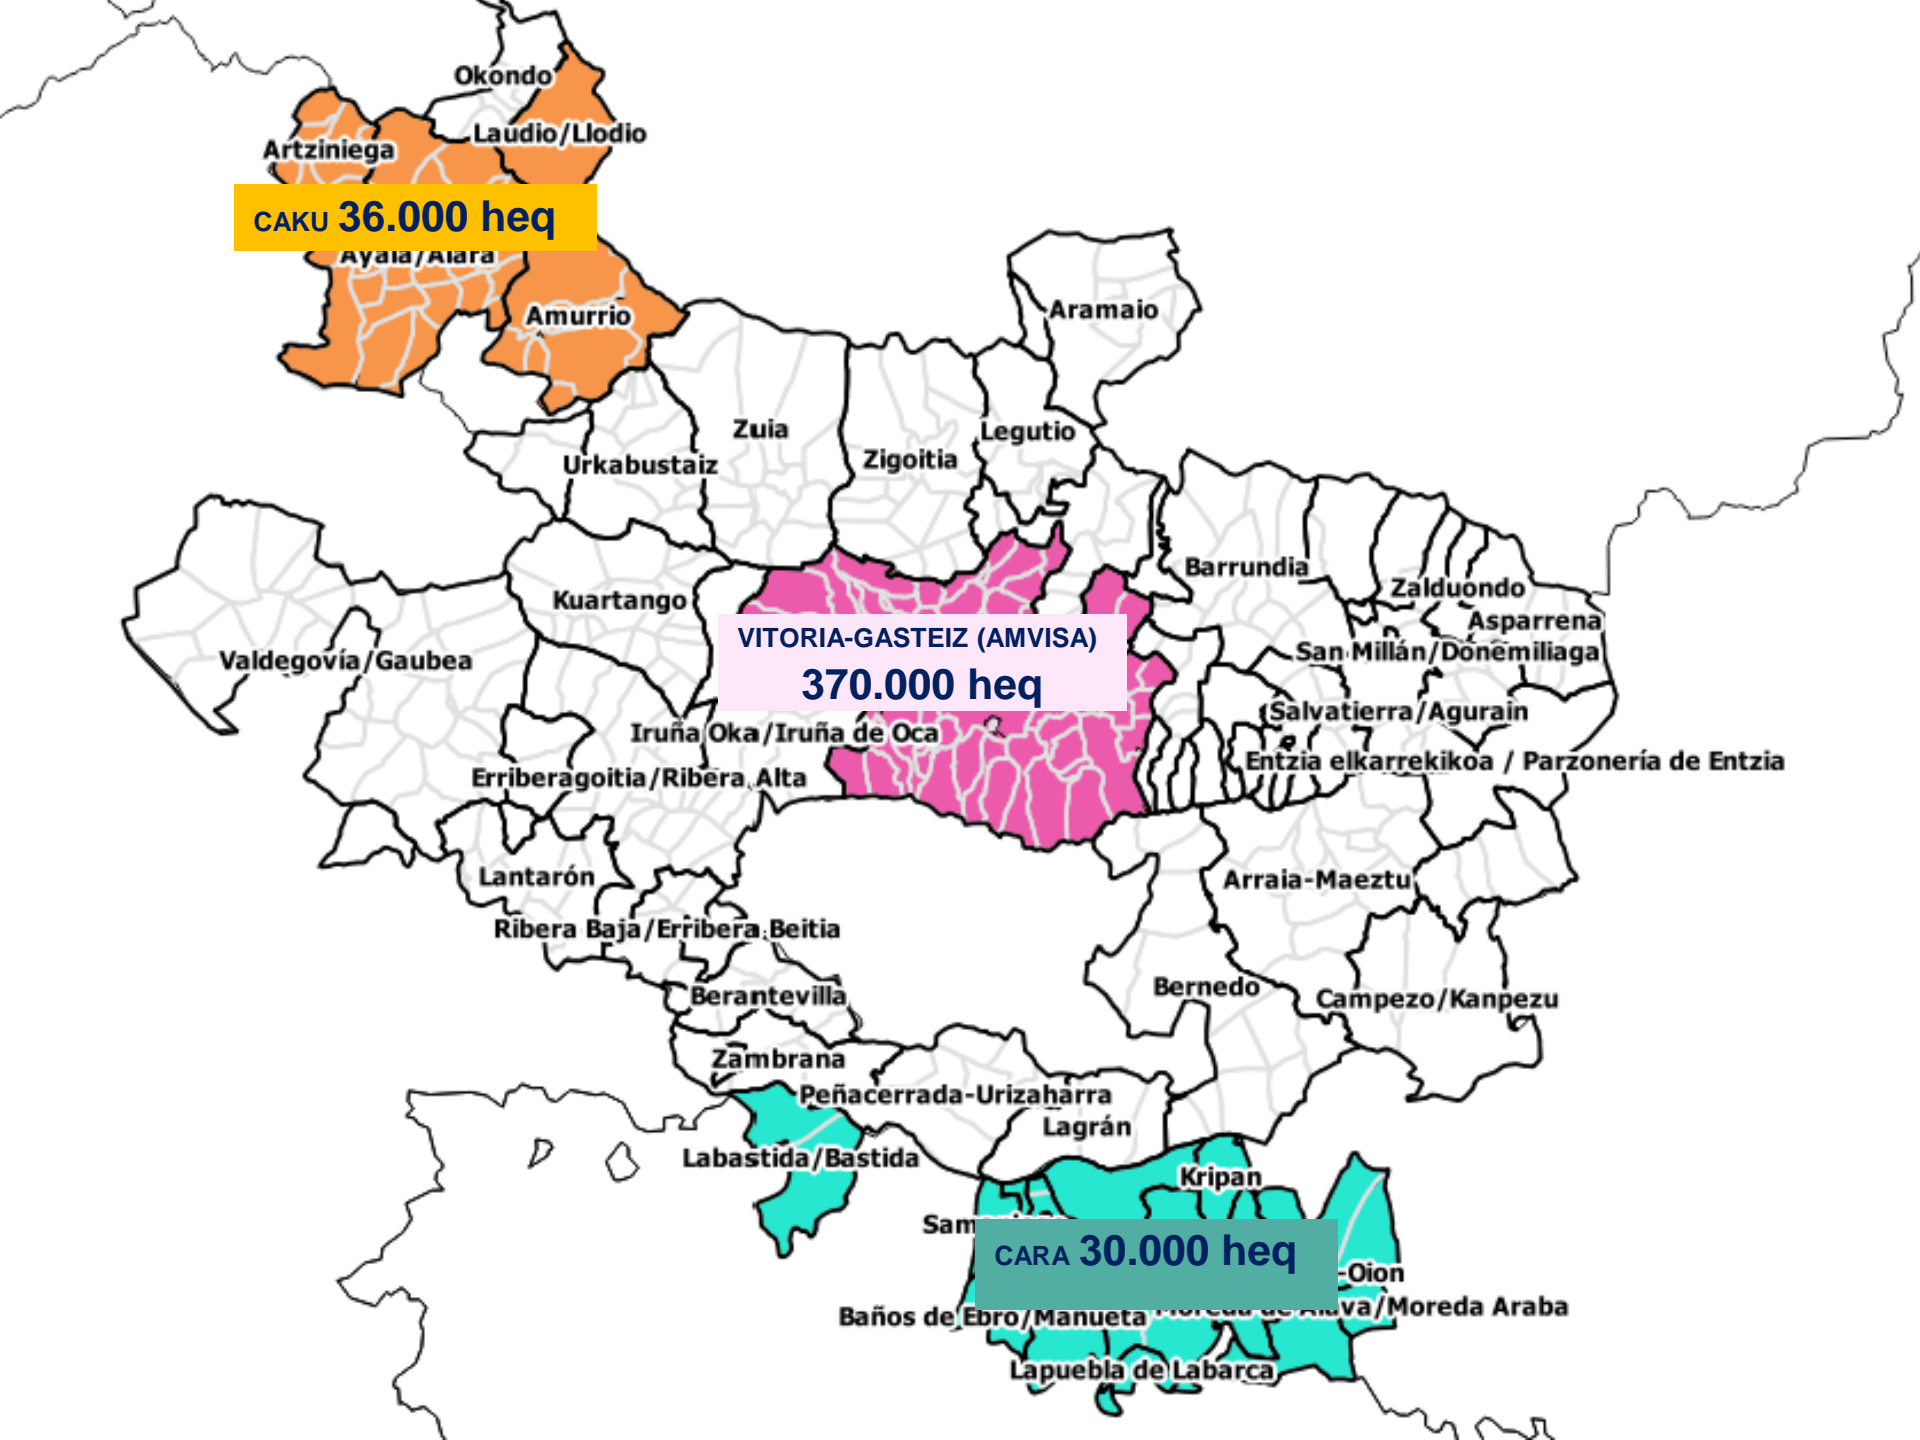 Okondo
Laudio/Llodio
Artziniega
CAKU 36.000 heq
Ayala/Aiara
Amurrio
Aramaio
Zuia
Legutio
Zigoitia
Urkabustaiz
Barrundia
Zalduondo
Kuartango
Asparrena
VITORIA-GASTEIZ (AMVISA)
370.000 heq
San Millán/Donemiliaga
Valdegovía/Gaubea
Salvatierra/Agurain
Iruña Oka/Iruña de Oca
Entzia elkarrekikoa / Parzonería de Entzia
Erriberagoitia/Ribera Alta
Lantarón
Arraia-Maeztu
Ribera Baja/Erribera Beitia
Bernedo
Berantevilla
Campezo/Kanpezu
Zambrana
Peñacerrada-Urizaharra
Lagrán
Labastida/Bastida
Kripan
CARA 30.000 heq
-Oion
Baños de Ebro/Manueta
Moreda de Álava/Moreda Araba
Lapuebla de Labarca